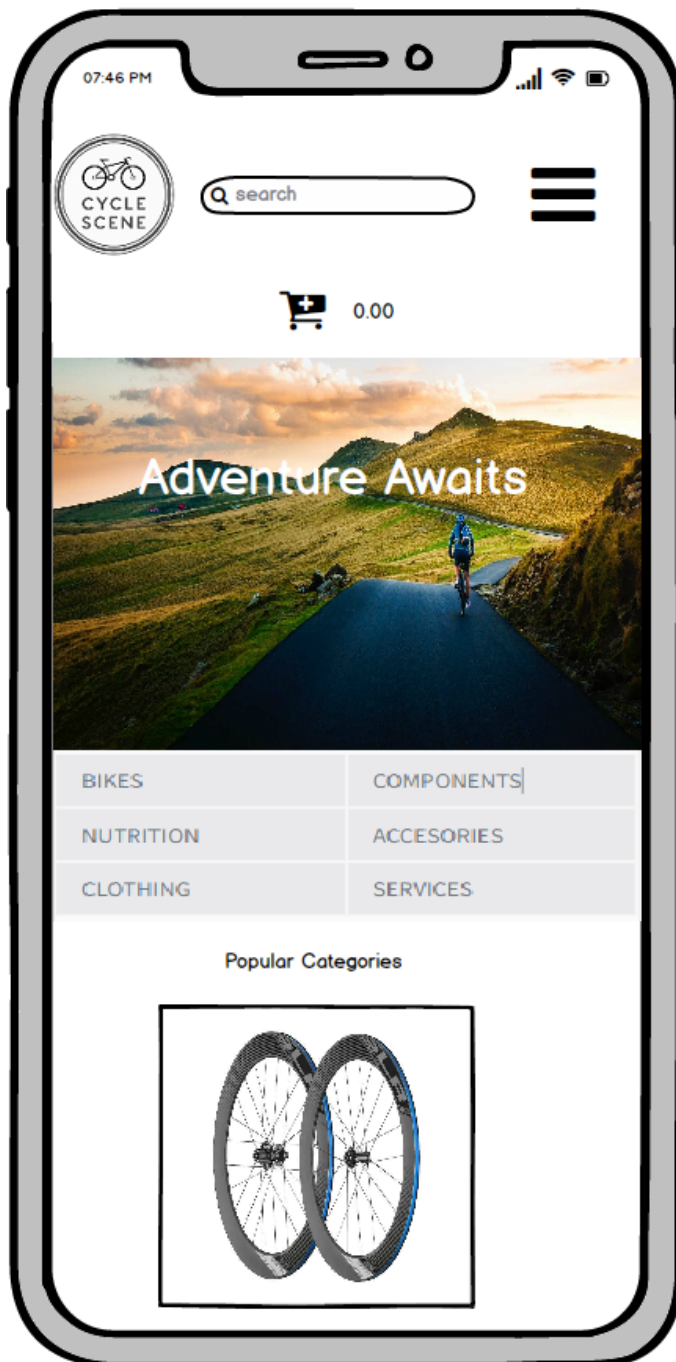 07:46 PM
CYCLE
SCENE
search
0.00
Adventure Awaits
BIKES
COMPONENTS
NUTRITION
ACCESORIES
CLOTHING
SERVICES
Popular Categories